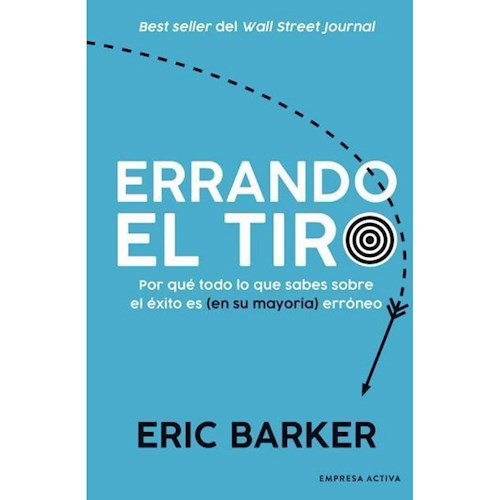 Best seller del Wall Street Journal
ERRANDO
EL TIRO
Por qué todo lo que sabes sobre
el éxito es (en su mayoría) erróneo
ERIC BARKER
EMPRESA ACTIVA